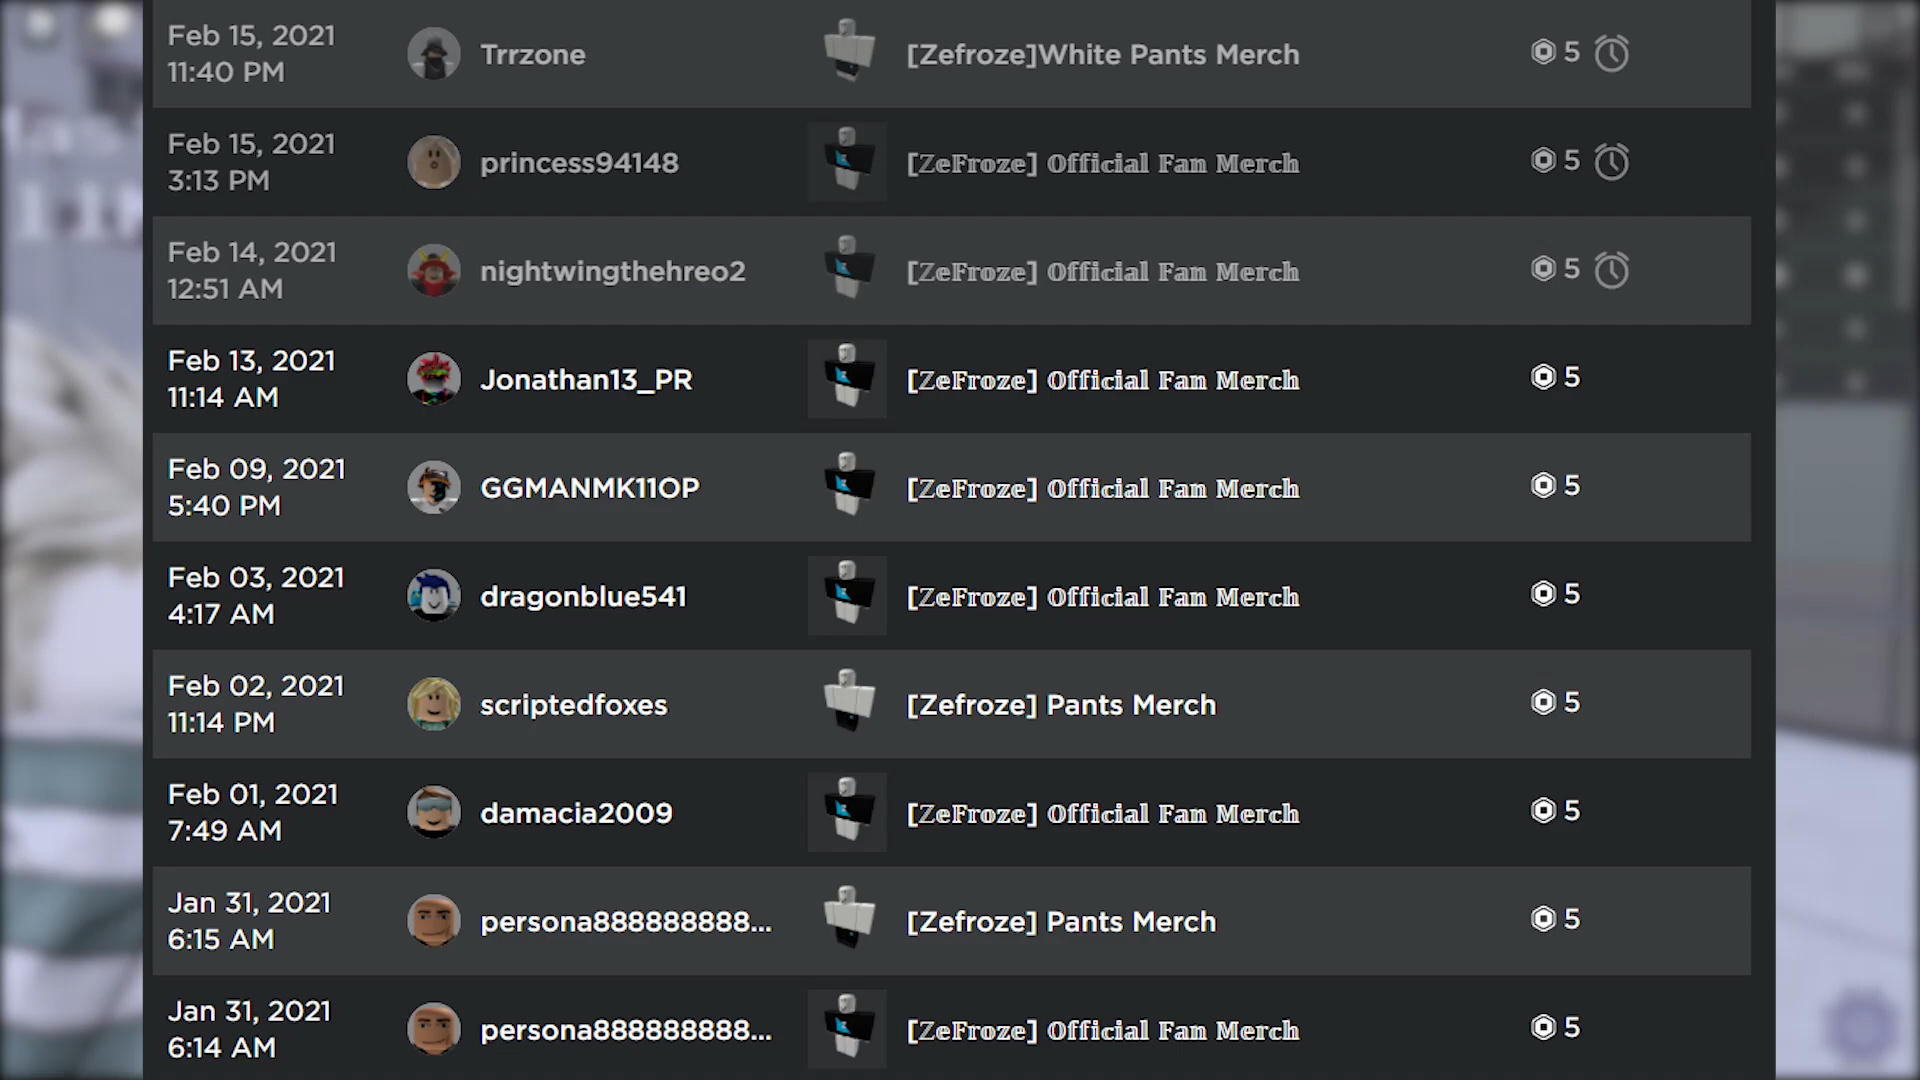 Feb 15, 2021
11:40 PM
Trrzone
[Zefroze]White Pants Merch
5
Feb 15, 2021
3:13 PM
princess94148
[ZeFroze] Official Fan Merch
5
Feb 14, 2021
12:51 AM
nightwingthehreo2
[ZeFroze] Official Fan Merch
5
Feb 13, 2021
11:14 AM
Jonathan13_PR
[ZeFroze] Official Fan Merch
5
Feb 09, 2021
5:40 PM
GGMANMK11OP
[ZeFroze] Official Fan Merch
5
Feb 03, 2021
4:17 AM
dragonblue541
[ZeFroze] Official Fan Merch
5
Feb 02, 2021
11:14 PM
scriptedfoxes
[Zefroze] Pants Merch
5
Feb 01, 2021
7:49 AM
damacia2009
[ZeFroze] Official Fan Merch
5
Jan 31, 2021
6:15 AM
persona888888888...
[Zefroze] Pants Merch
5
Jan 31, 2021
6:14 AM
persona888888888...
[ZeFroze] Official Fan Merch
5